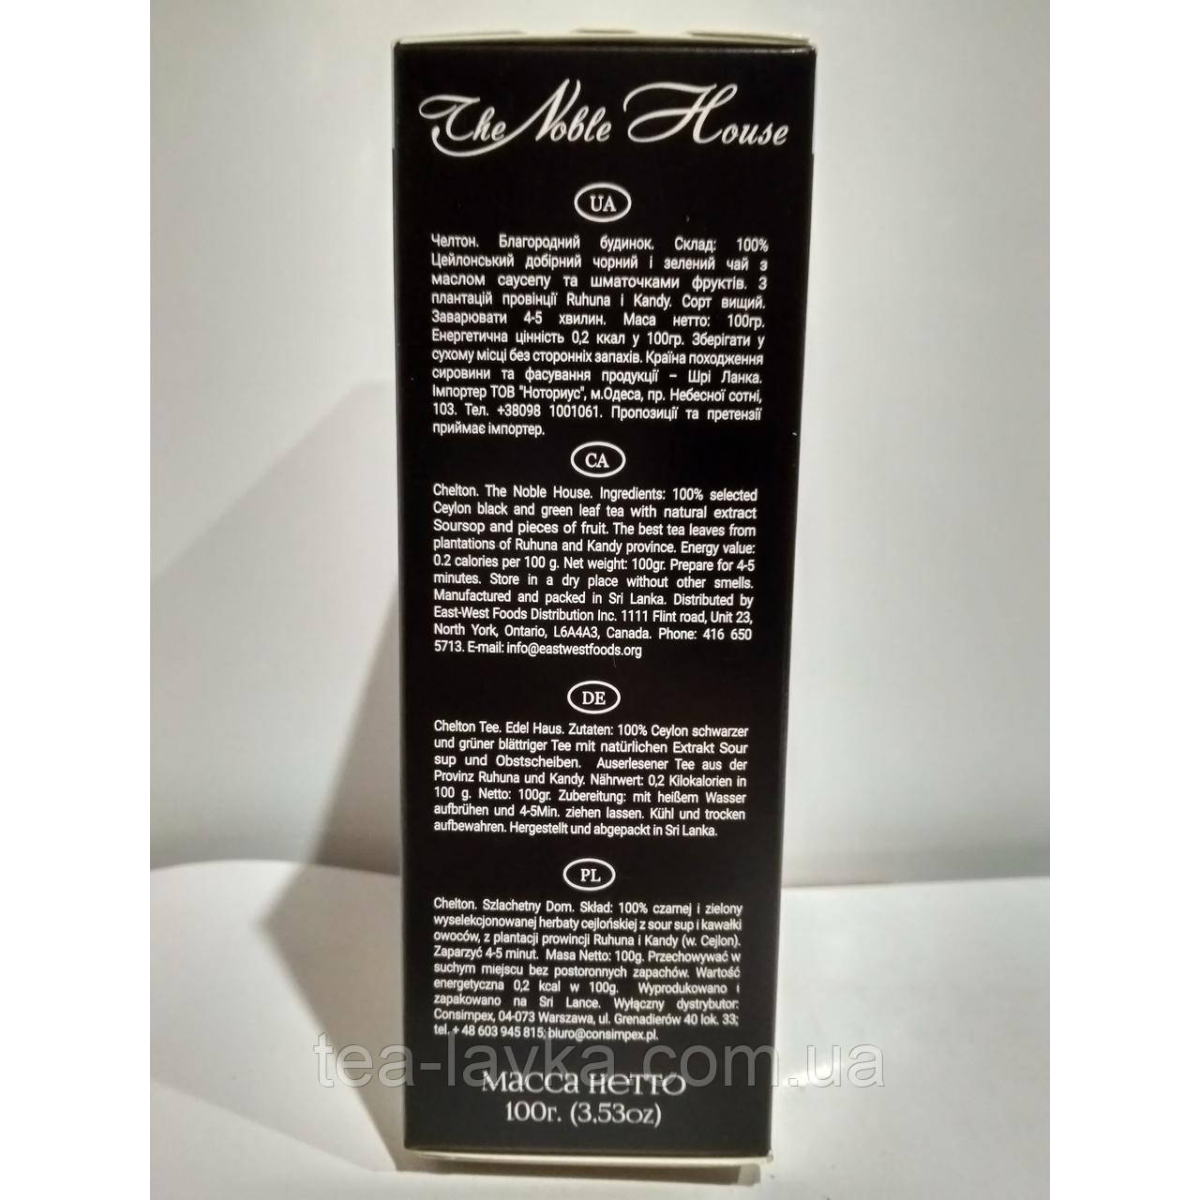 The Noble House
UA
Челтон. Благородний будинок. Склад: 100%
Цейлонський добірний чорний і зелений чай з
маслом саусепу та шматочками фруктів. З
плантацій провінції Ruhuna і Kandy. Сорт вищий.
Заварювати 4-5 хвилин. Маса нетто: 100гр.
Енергетична цінність 0,2 ккал у 100гр. Зберігати у
сухому місці без сторонніх запахів. Країна походження
сировини та фасування продукції – Шрі Ланка.
Імпортер ТОВ "Ноториус", м.Одеса, пр. Небесної сотні,
103. Тел. +38098 1001061. Пропозиції та претензії
приймає імпортер.
CA
Chelton. The Noble House. Ingredients: 100% selected
Ceylon black and green leaf tea with natural extract
Soursop and pieces of fruit. The best tea leaves from
plantations of Ruhuna and Kandy province. Energy value:
0.2 calories per 100 g. Net weight: 100gr. Prepare for 4-5
minutes. Store in a dry place without other smells.
Manufactured and packed in Sri Lanka. Distributed by
East-West Foods Distribution Inc. 1111 Flint road, Unit 23,
North York, Ontario, L6A4A3, Canada. Phone: 416 650
5713. E-mail: info@eastwestfoods.org
DE
Chelton Tee. Edel Haus. Zutaten: 100% Ceylon schwarzer
und grüner blättriger Tee mit natürlichen Extrakt Sour
sup und Obstscheiben. Auserlesener Tee aus der
Provinz Ruhuna und Kandy. Nährwert: 0,2 Kilokalorien in
100 g. Netto: 100gr. Zubereitung: mit heißem Wasser
aufbrühen und 4-5Min. ziehen lassen. Kühl und trocken
aufbewahren. Hergestellt und abgepackt in Sri Lanka.
PL
Chelton. Szlachetny Dom. Skład: 100% czarnej i zielony
wyselekcjonowanej herbaty cejlońskiej z sour sup i kawałki
owoców, z plantacji prowincji Ruhuna i Kandy (w. Cejlon).
Zaparzyć 4-5 minut. Masa Netto: 100g. Przechowywać w
suchym miejscu bez postoronnych zapachów. Wartość
energetyczna 0,2 kcal w 100g. Wyprodukowano i
zapakowano na Sri Lance. Wyłączny dystrybutor:
Consimpex, 04-073 Warszawa, ul. Grenadierów 40 lok. 33;
tel. + 48 603 945 815; biuro@consimpex.pl.
tea-lavka.com.ua
Масса нетто
100г. (3,53oz)